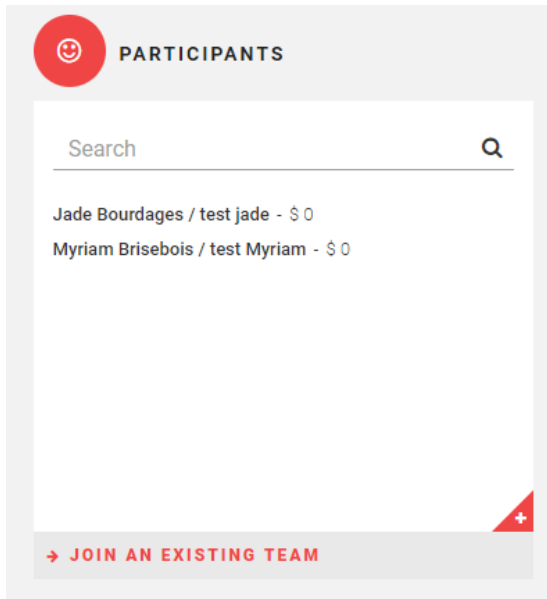 PARTICIPANTS
Search
Jade Bourdages / test jade - $ 0
Myriam Brisebois / test Myriam - $ 0
JOIN AN EXISTING TEAM